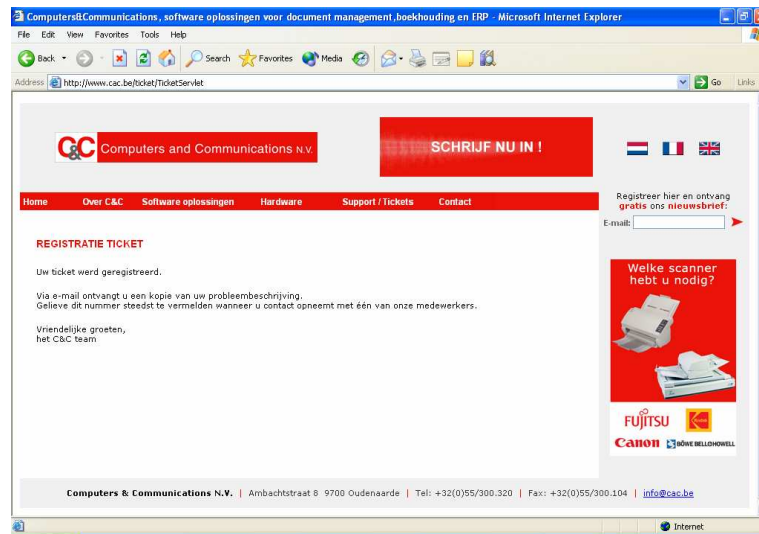 Computers&Communications, software oplossingen voor document management,boekhouding en ERP - Microsoft Internet Explorer
File Edit View Favorites Tools Help
Back Search Favorites Media
Address http://www.cac.be/ticket/TicketServlet Go Links
C&C Computers and Communications N.V.
SCHRIJF NU IN !
Home Over C&C Software oplossingen Hardware Support / Tickets Contact
Registreer hier en ontvang
gratis ons nieuwsbrief:
E-mail:
REGISTRATIE TICKET
Uw ticket werd geregistreerd.
Via e-mail ontvangt u een kopie van uw probleembeschrijving.
Gelieve dit nummer steedst te vermelden wanneer u contact opneemt met één van onze medewerkers.
Vriendelijke groeten,
het C&C team
Welke scanner
hebt u nodig?
FUJITSU Kodak
Canon BÖWE BELL+HOWELL
Computers & Communications N.V. | Ambachtstraat 8 9700 Oudenaarde | Tel: +32(0)55/300.320 | Fax: +32(0)55/300.104 | info@cac.be
Internet